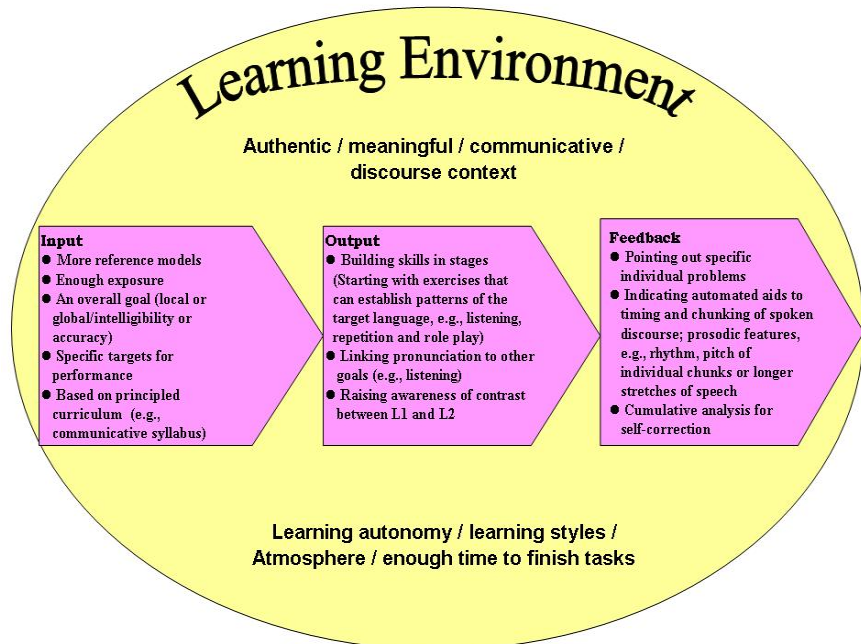 Learning Environment
Authentic / meaningful / communicative /
discourse context
Input
● More reference models
● Enough exposure
● An overall goal (local or
global/intelligibility or
accuracy)
● Specific targets for
performance
● Based on principled
curriculum (e.g.,
communicative syllabus)
Output
● Building skills in stages
(Starting with exercises that
can establish patterns of the
target language, e.g., listening,
repetition and role play)
● Linking pronunciation to other
goals (e.g., listening)
● Raising awareness of contrast
between L1 and L2
Feedback
● Pointing out specific
individual problems
● Indicating automated aids to
timing and chunking of spoken
discourse; prosodic features,
e.g., rhythm, pitch of
individual chunks or longer
stretches of speech
● Cumulative analysis for
self-correction
Learning autonomy / learning styles /
Atmosphere / enough time to finish tasks